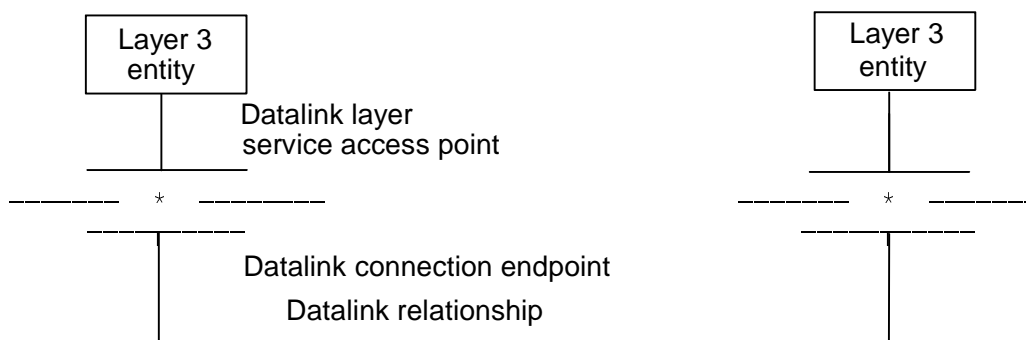 Layer 3
entity
Layer 3
entity
Datalink layer
service access point
*
*
Datalink connection endpoint
Datalink relationship